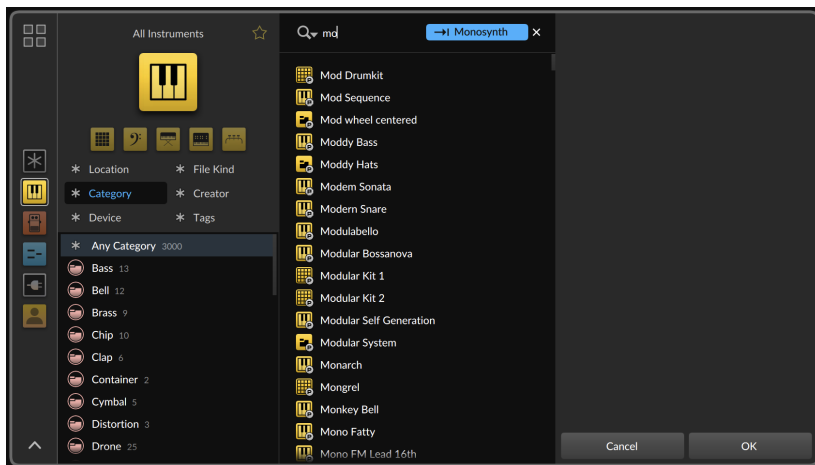 All Instruments
* Location
* File Kind
* Category
* Creator
* Device
* Tags
* Any Category 3000
Bass 13
Bell 12
Brass 9
Chip 10
Clap 6
Container 2
Cymbal 5
Distortion 3
Drone 25
mo
Monosynth
Mod Drumkit
Mod Sequence
Mod wheel centered
Moddy Bass
Moddy Hats
Modem Sonata
Modern Snare
Modulabello
Modular Bossanova
Modular Kit 1
Modular Kit 2
Modular Self Generation
Modular System
Monarch
Mongrel
Monkey Bell
Mono Fatty
Mono FM Lead 16th
Cancel
OK